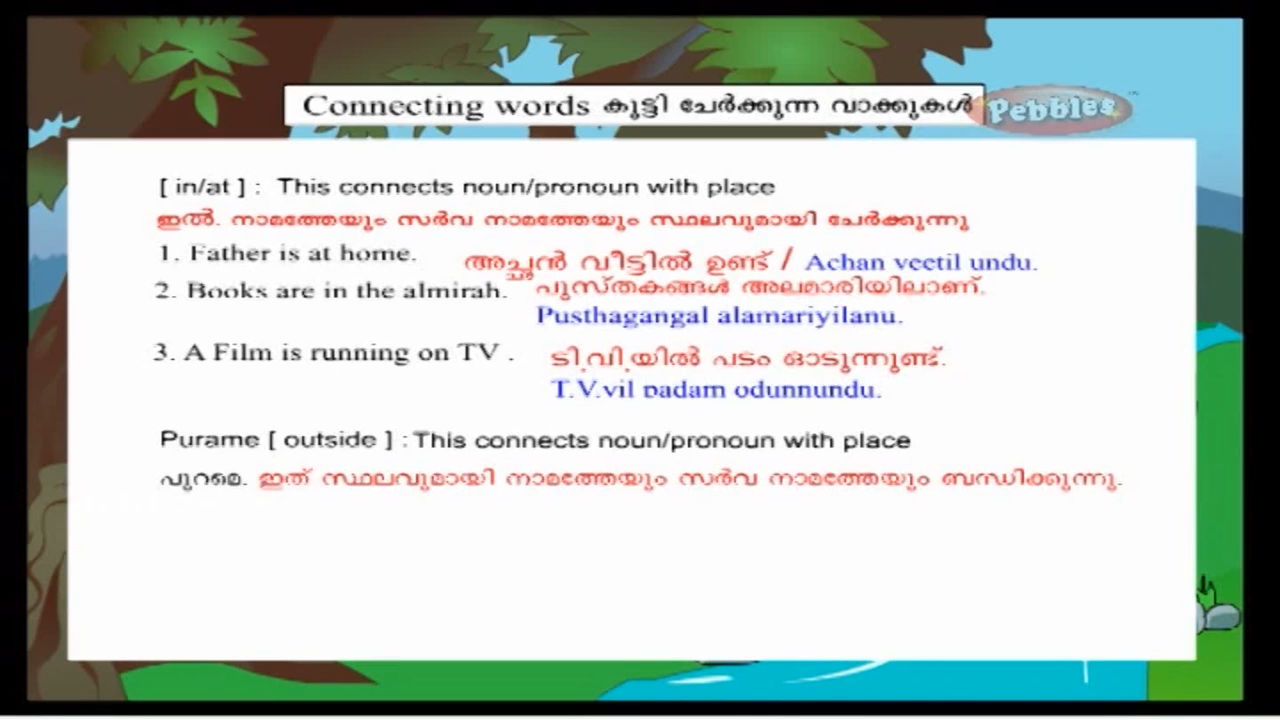 Connecting words കൂട്ടി ചേർക്കുന്ന വാക്കുകൾ
Pebbles™
[ in/at ] : This connects noun/pronoun with place
ഇൽ. നാമത്തേയും സർവ നാമത്തേയും സ്ഥലവുമായി ചേർക്കുന്നു
1. Father is at home. അച്ഛൻ വീട്ടിൽ ഉണ്ട് / Achan veetil undu.
2. Books are in the almirah. പുസ്തകങ്ങൾ അലമാരിയിലാണ്.
Pusthagangal alamariyilanu.
3. A Film is running on TV . ടി.വി.യിൽ പടം ഓടുന്നുണ്ട്.
T.V.yil padam odunnundu.
Purame [ outside ] : This connects noun/pronoun with place
പുറമെ. ഇത് സ്ഥലവുമായി നാമത്തേയും സർവ നാമത്തേയും ബന്ധിക്കുന്നു.